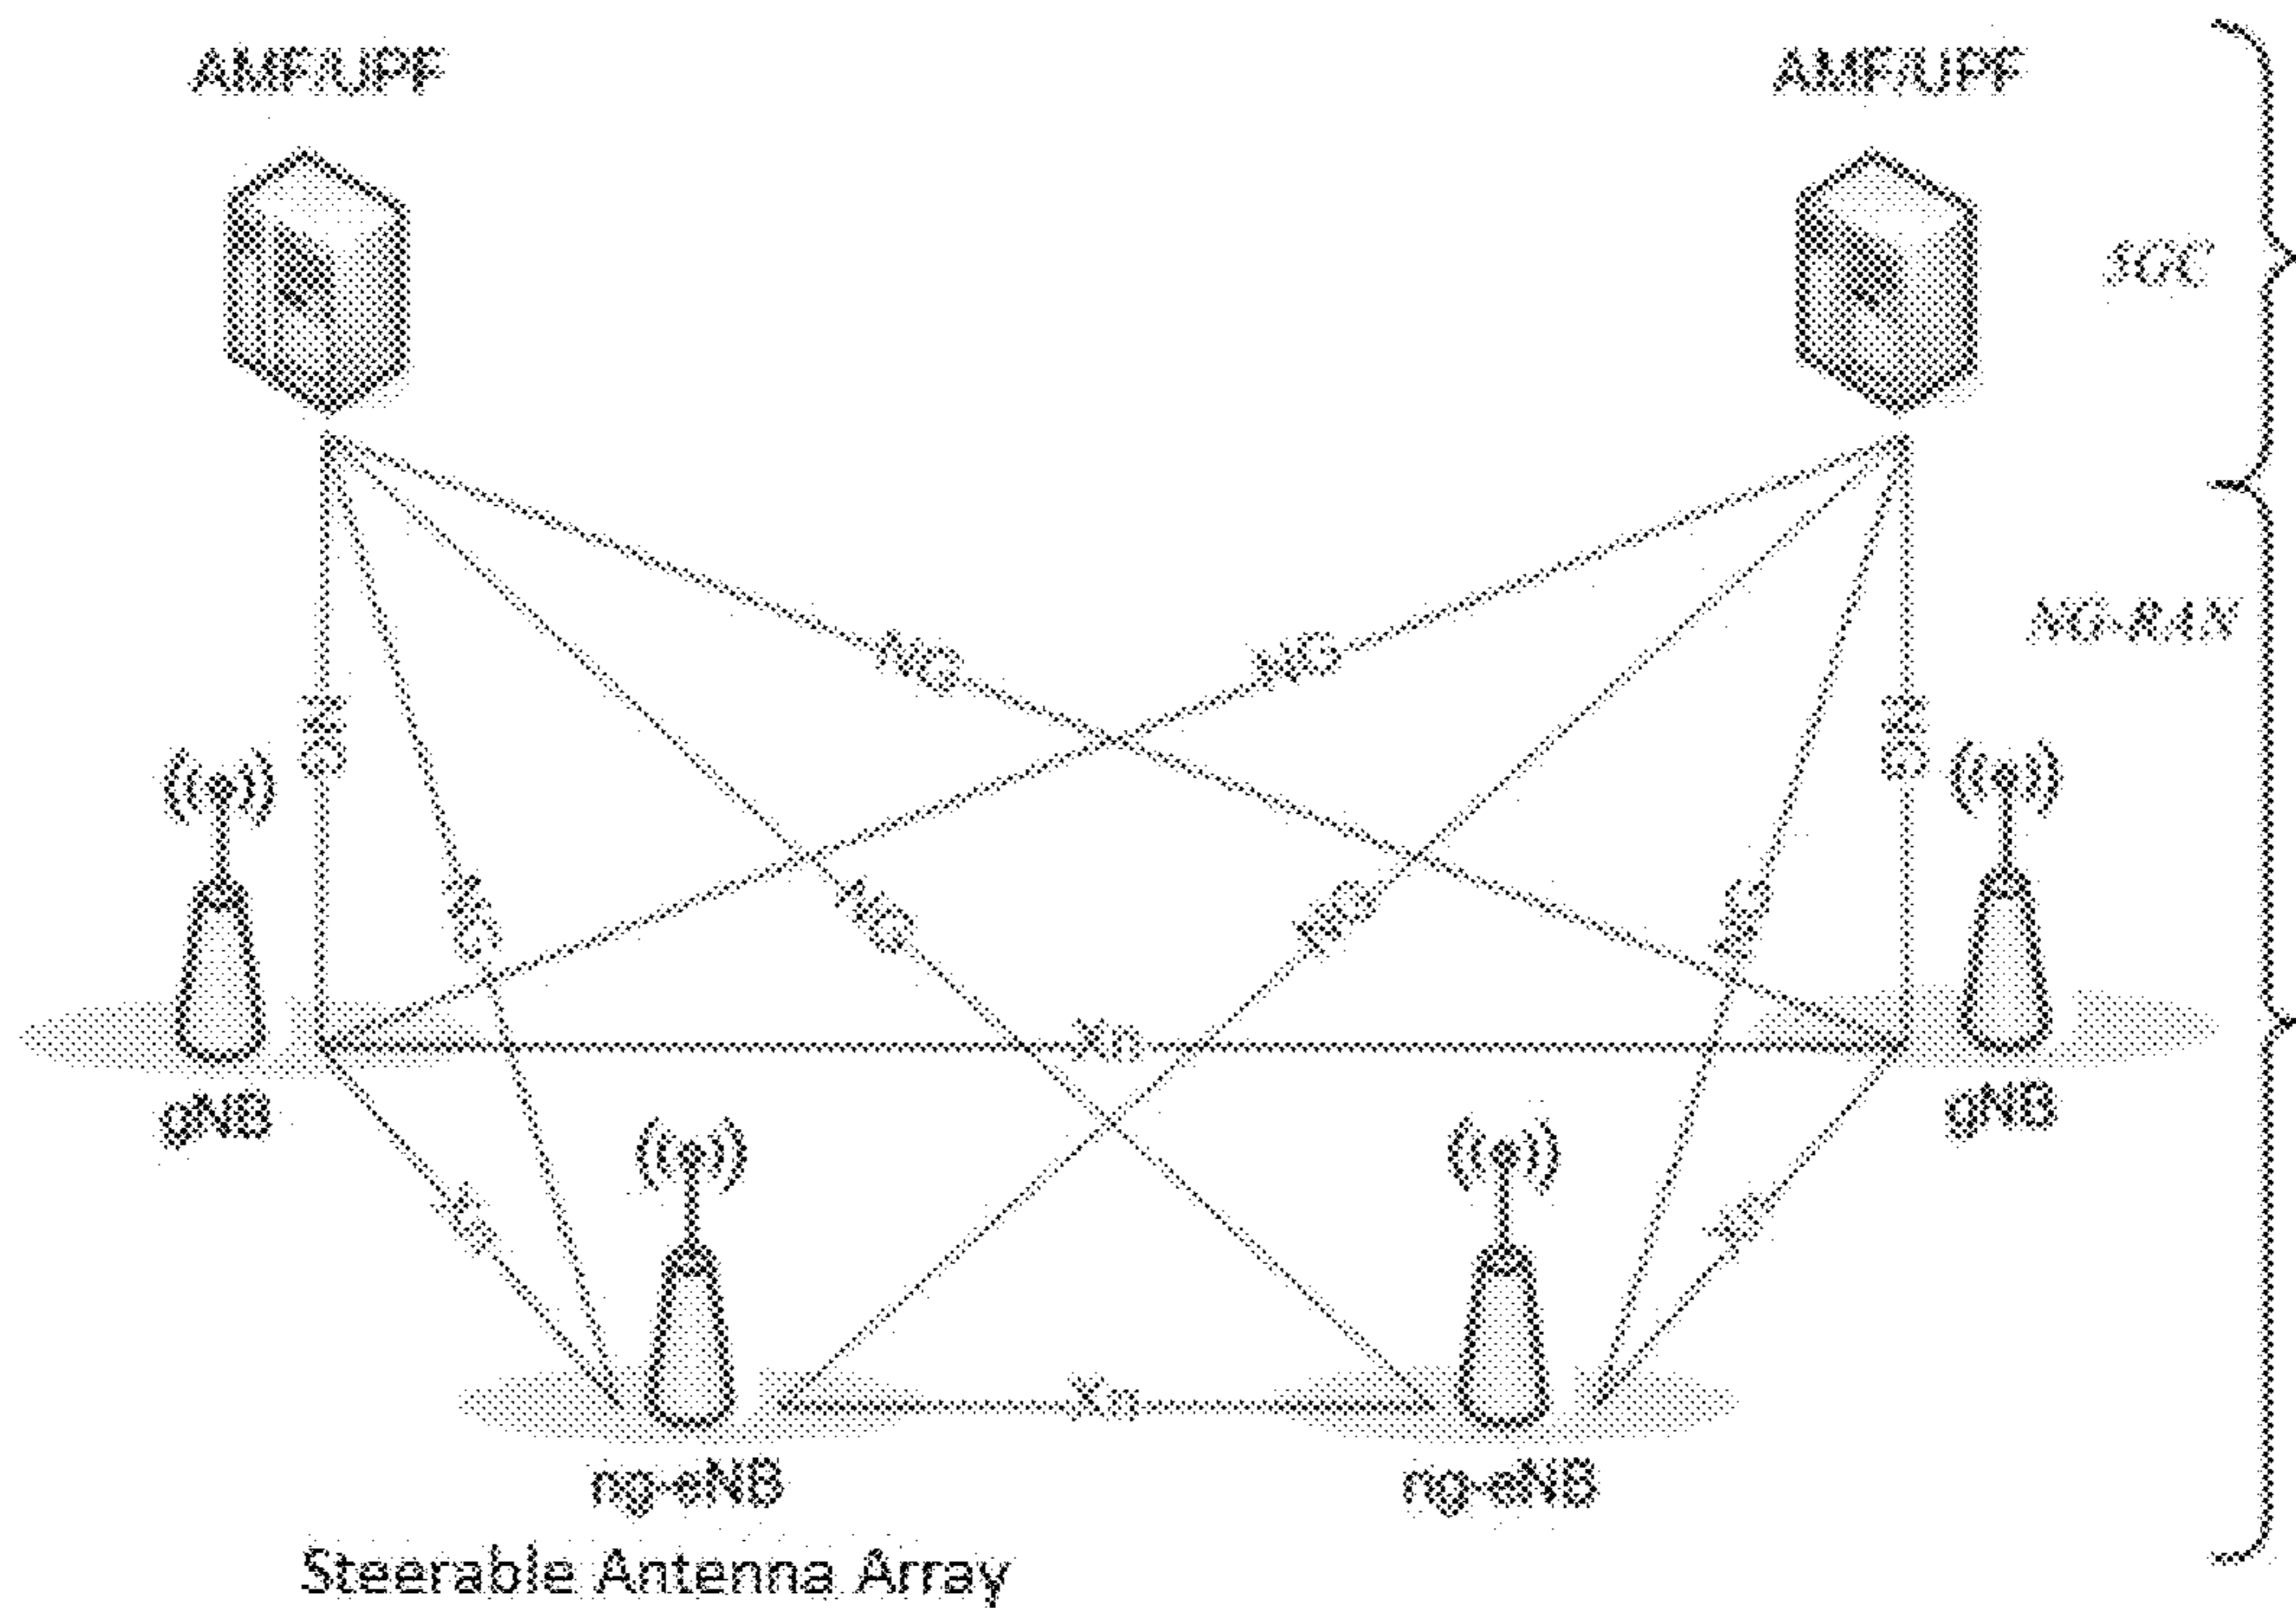 AMF/UPF
AMF/UPF
5GC
NG-RAN
NG
NG
NG
NG
NG
NG
NG
NG
Xn
gNB
gNB
Xn
Xn
Xn
ng-eNB
ng-eNB
Steerable Antenna Array